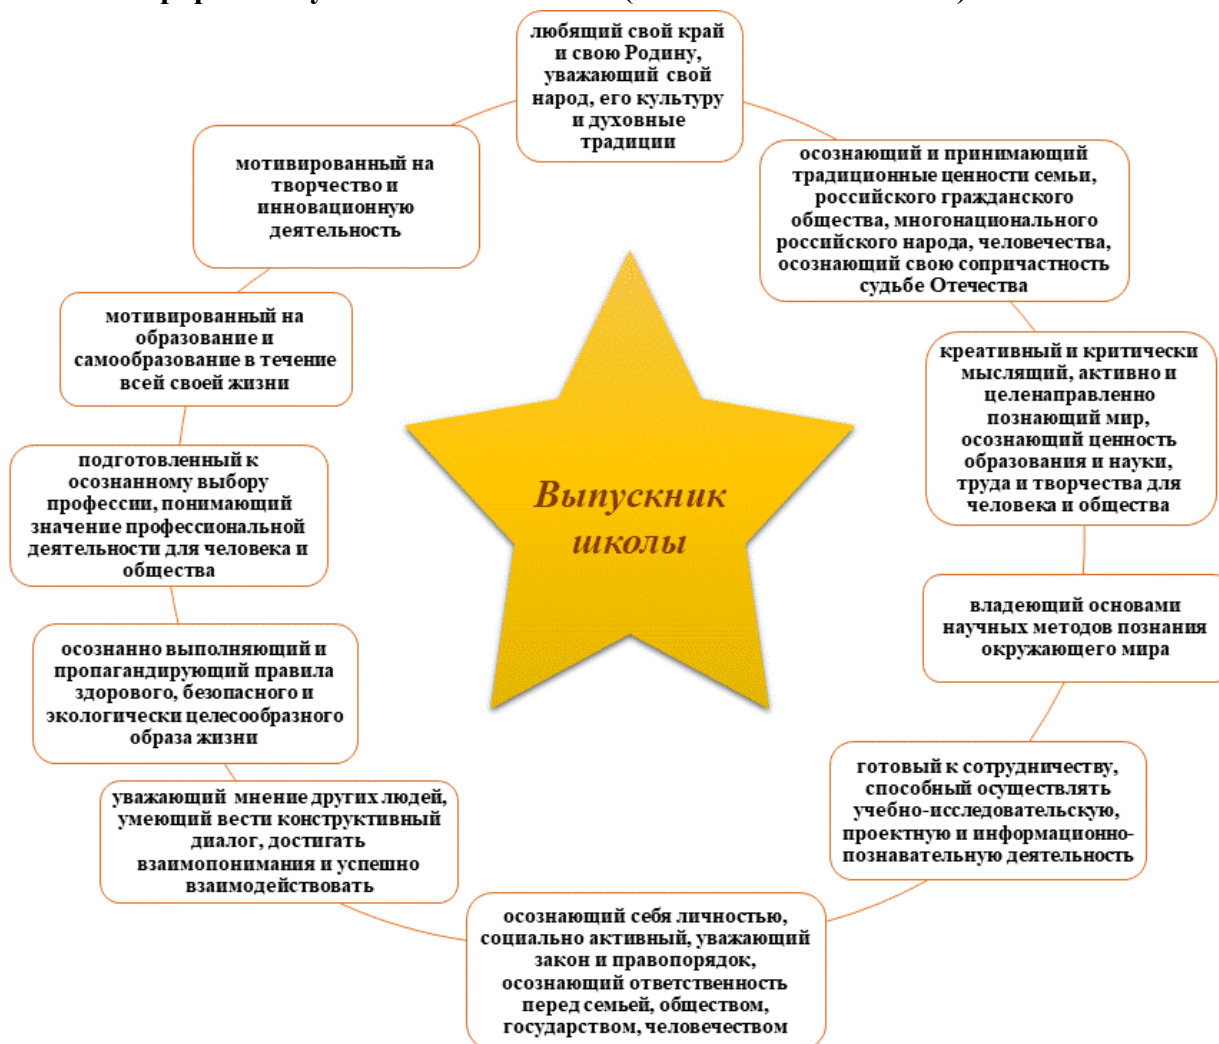 любящий свой край
и свою Родину,
уважающий свой
народ, его культуру
и духовные
традиции
осознающий и принимающий
традиционные ценности семьи,
российского гражданского
общества, многонационального
российского народа, человечества,
осознающий свою сопричастность
судьбе Отечества
креативный и критически
мыслящий, активно и
целенаправленно
познающий мир,
осознающий ценность
образования и науки,
труда и творчества для
человека и общества
владеющий основами
научных методов познания
окружающего мира
готовый к сотрудничеству,
способный осуществлять
учебно-исследовательскую,
проектную и информационно-
познавательную деятельность
осознающий себя личностью,
социально активный, уважающий
закон и правопорядок,
осознающий ответственность
перед семьей, обществом,
государством, человечеством
уважающий мнение других людей,
умеющий вести конструктивный
диалог, достигать
взаимопонимания и успешно
взаимодействовать
осознанно выполняющий и
пропагандирующий правила
здорового, безопасного и
экологически целесообразного
образа жизни
подготовленный к
осознанному выбору
профессии, понимающий
значение профессиональной
деятельности для человека и
общества
мотивированный на
образование и
самообразование в течение
всей своей жизни
мотивированный на
творчество и
инновационную
деятельность
Выпускник
школы